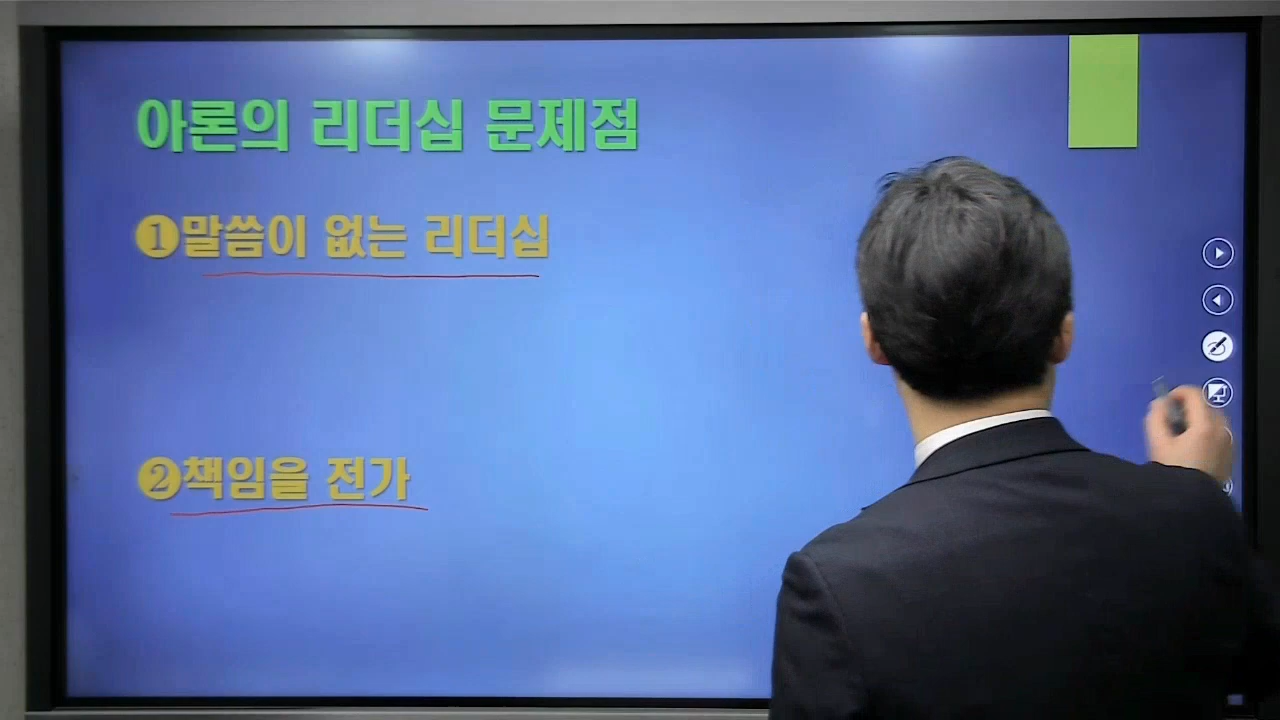 아론의 리더십 문제점
❶말씀이 없는 리더십
❷책임을 전가